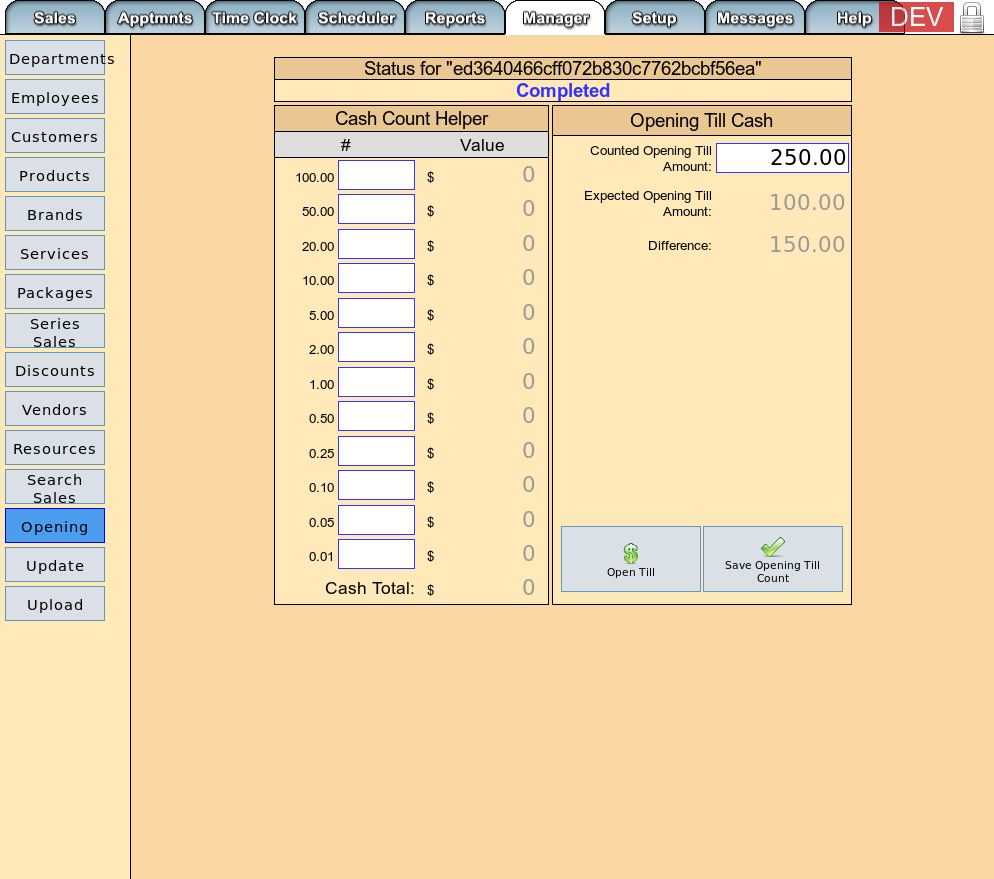 Sales Apptmnts Time Clock Scheduler Reports Manager Setup Messages Help DEV
Departments
Employees
Customers
Products
Brands
Services
Packages
Series
Sales
Discounts
Vendors
Resources
Search
Sales
Opening
Update
Upload
Status for "ed3640466cff072b830c7762bcbf56ea"
Completed
Cash Count Helper
# Value
100.00 $ 0
50.00 $ 0
20.00 $ 0
10.00 $ 0
5.00 $ 0
2.00 $ 0
1.00 $ 0
0.50 $ 0
0.25 $ 0
0.10 $ 0
0.05 $ 0
0.01 $ 0
Cash Total: $ 0
Opening Till Cash
Counted Opening Till
Amount: 250.00
Expected Opening Till
Amount: 100.00
Difference: 150.00
Open Till
Save Opening Till
Count